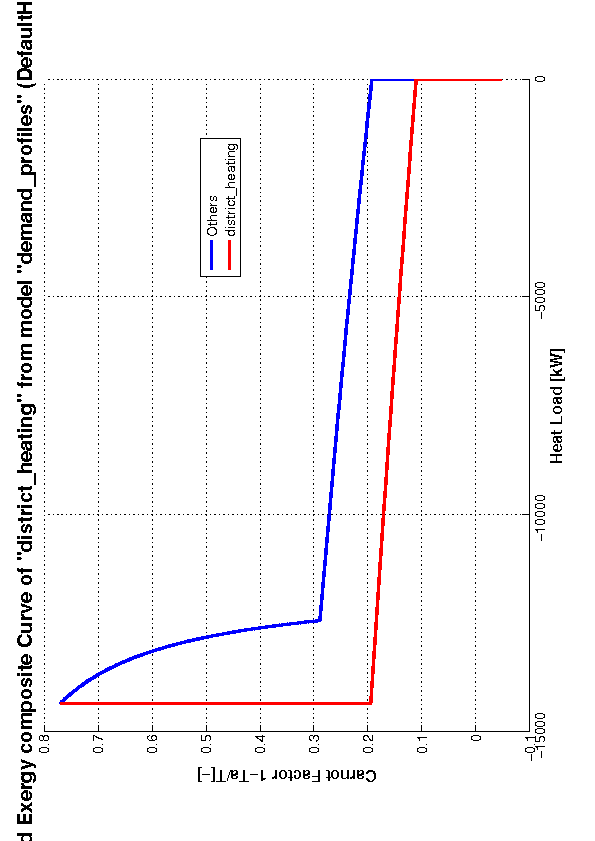 d Exergy composite Curve of "district_heating" from model "demand_profiles" (DefaultH
Others
district_heating
0.8
0.7
0.6
0.5
0.4
0.3
0.2
0.1
0
−0.1
Carnot Factor 1−Ta/T[−]
−15000
−10000
−5000
0
Heat Load [kW]